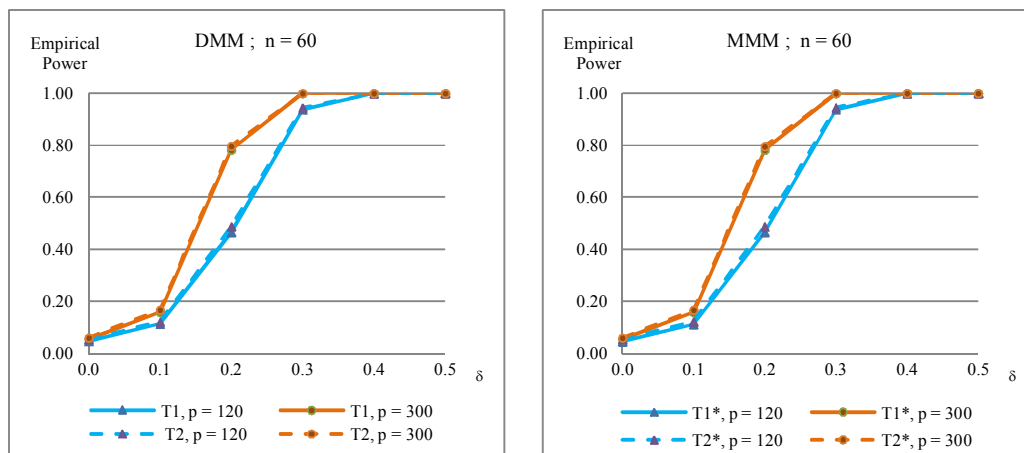 Empirical
Power
DMM ; n = 60
1.00
0.80
0.60
0.40
0.20
0.00
0.0 0.1 0.2 0.3 0.4 0.5
δ
T1, p = 120 T1, p = 300
T2, p = 120 T2, p = 300
Empirical
Power
MMM ; n = 60
1.00
0.80
0.60
0.40
0.20
0.00
0.0 0.1 0.2 0.3 0.4 0.5
δ
T1*, p = 120 T1*, p = 300
T2*, p = 120 T2*, p = 300